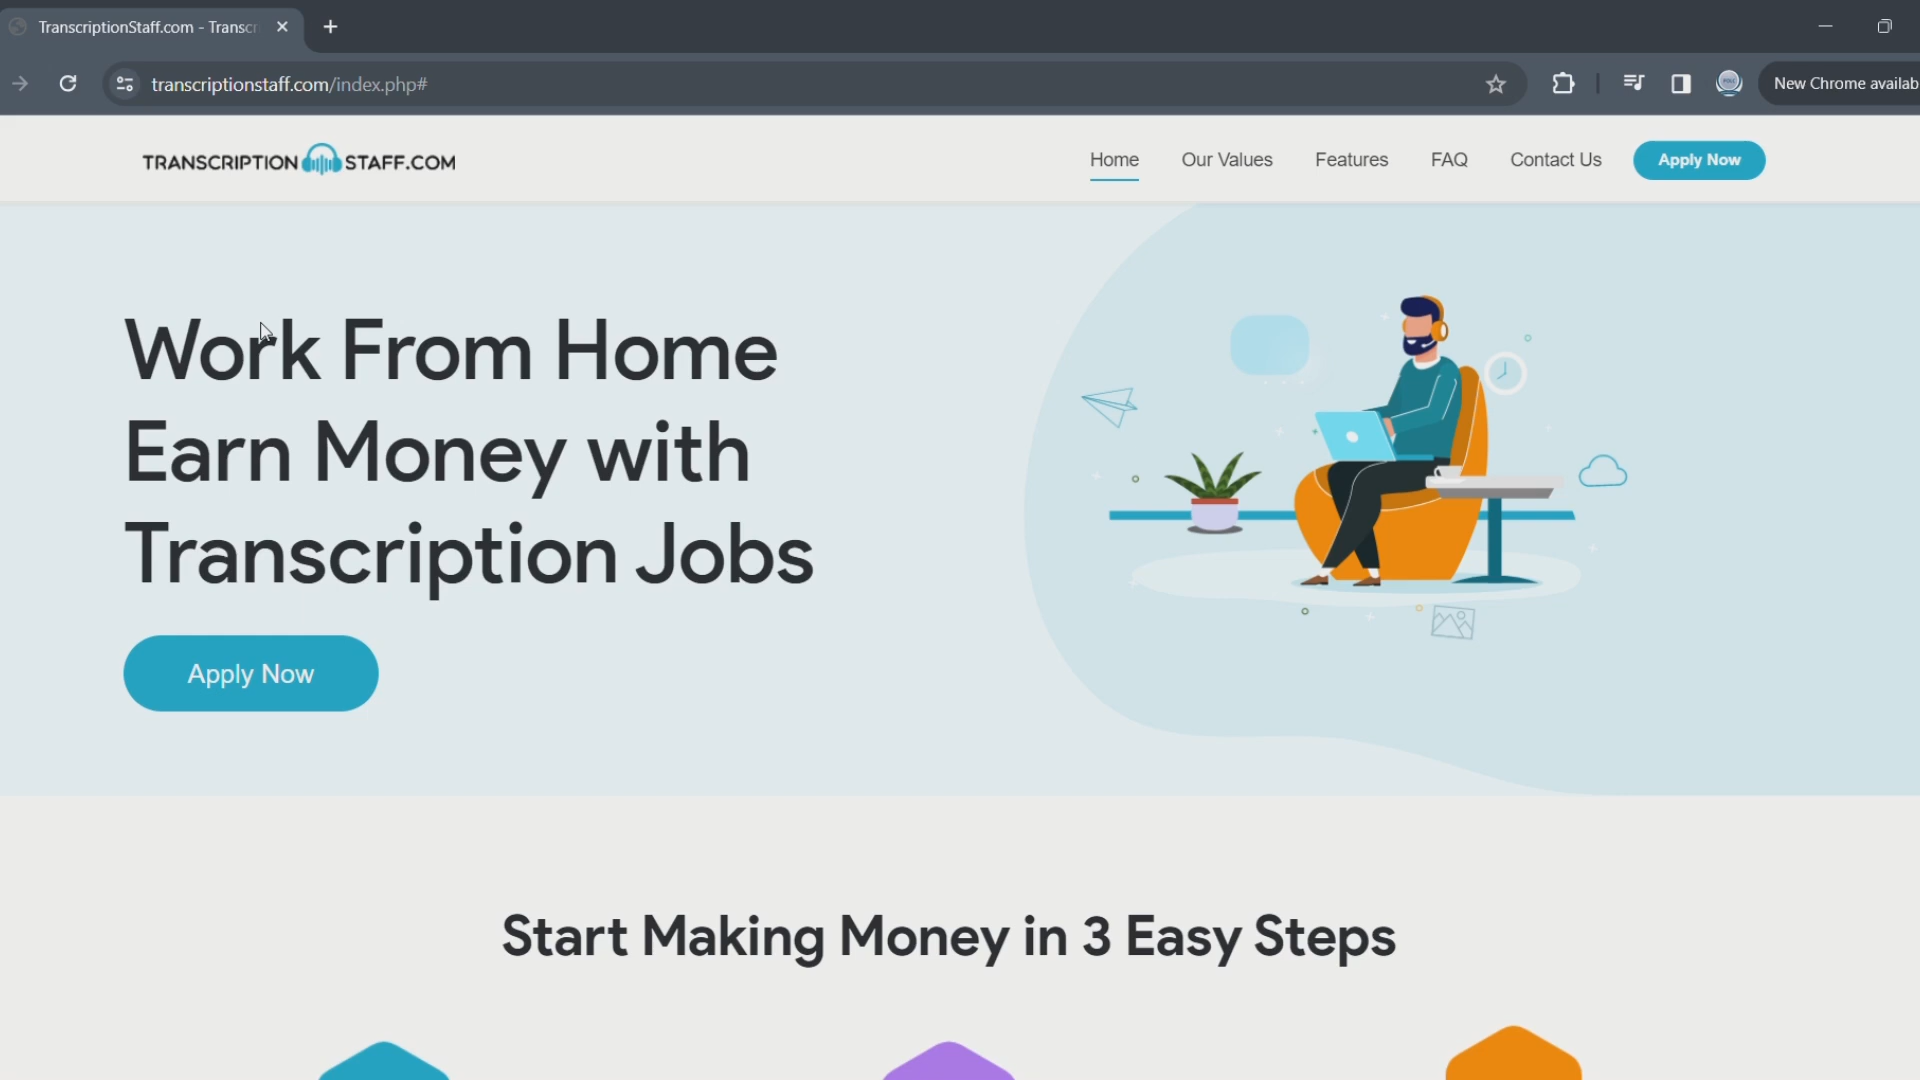 TranscriptionStaff.com - Transcr
transcriptionstaff.com/index.php#
New Chrome availab
TRANSCRIPTION STAFF.COM
Home
Our Values
Features
FAQ
Contact Us
Apply Now
Work From Home
Earn Money with
Transcription Jobs
Apply Now
Start Making Money in 3 Easy Steps